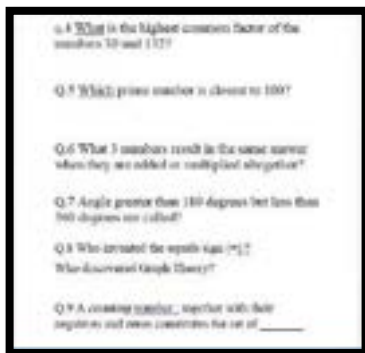 Q.4 What is the highest common factor of the
numbers 30 and 132?
Q.5 Which prime number is closest to 100?
Q.6 What 3 numbers result in the same answer
when they are added or multiplied altogether?
Q.7 Angle greater than 180 degrees but less than
360 degrees are called?
Q.8 Who invented the equals sign (=)?
Who discovered Graph Theory?
Q.9 A counting number, together with their
negatives and zeros constitutes the set of ______